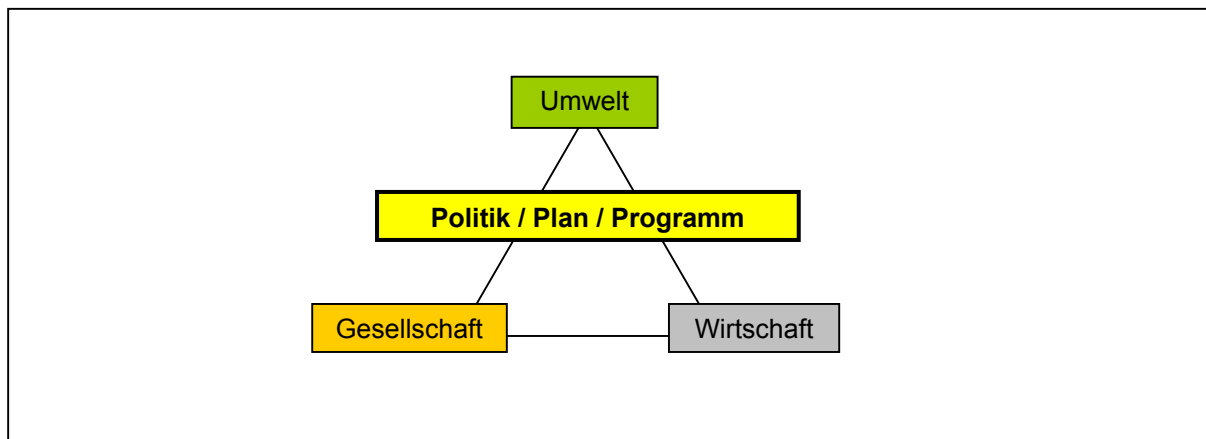 Umwelt
Politik / Plan / Programm
Gesellschaft
Wirtschaft